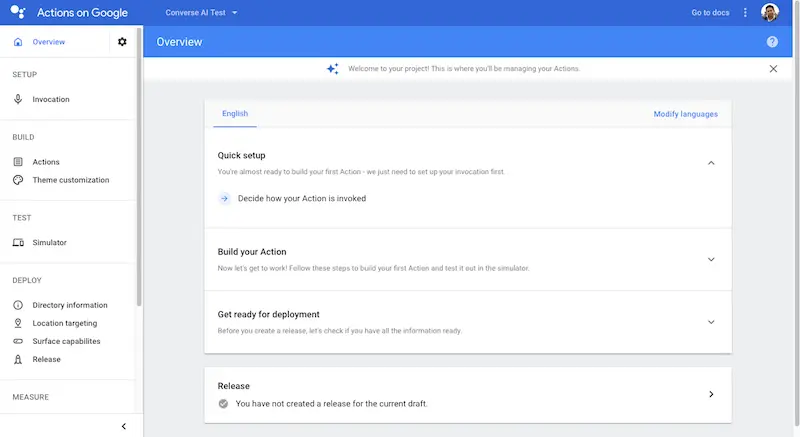 Actions on Google
Converse AI Test
Go to docs
Overview
Overview
Welcome to your project! This is where you'll be managing your Actions.
SETUP
Invocation
BUILD
Actions
Theme customization
TEST
Simulator
DEPLOY
Directory information
Location targeting
Surface capabilites
Release
MEASURE
English
Modify languages
Quick setup
You're almost ready to build your first Action - we just need to set up your invocation first.
Decide how your Action is invoked
Build your Action
Now let's get to work! Follow these steps to build your first Action and test it out in the simulator.
Get ready for deployment
Before you create a release, let's check if you have all the information ready.
Release
You have not created a release for the current draft.